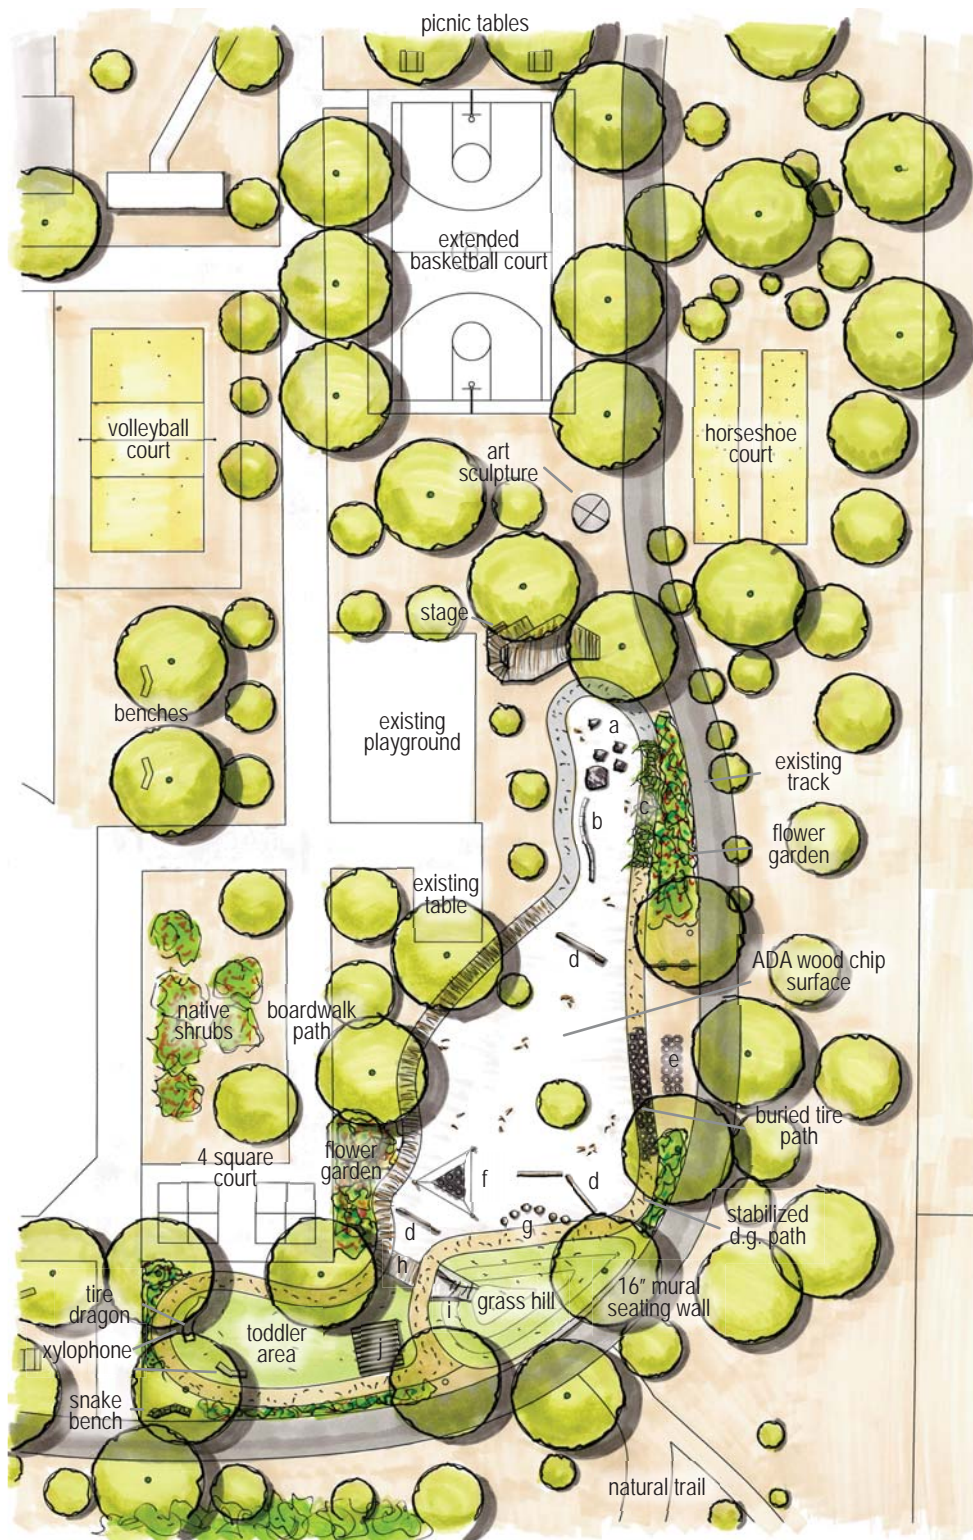 picnic tables
extended
basketball court
volleyball
court
horseshoe
court
art
sculpture
stage
benches
existing
playground
a
existing
track
b
c
flower
garden
existing
table
d
ADA wood chip
surface
native
shrubs
boardwalk
path
e
buried tire
path
flower
garden
4 square
court
f
d
d
g
stabilized
d.g. path
h
i
grass hill
16” mural
seating wall
tire
dragon
toddler
area
j
xylophone
snake
bench
natural trail